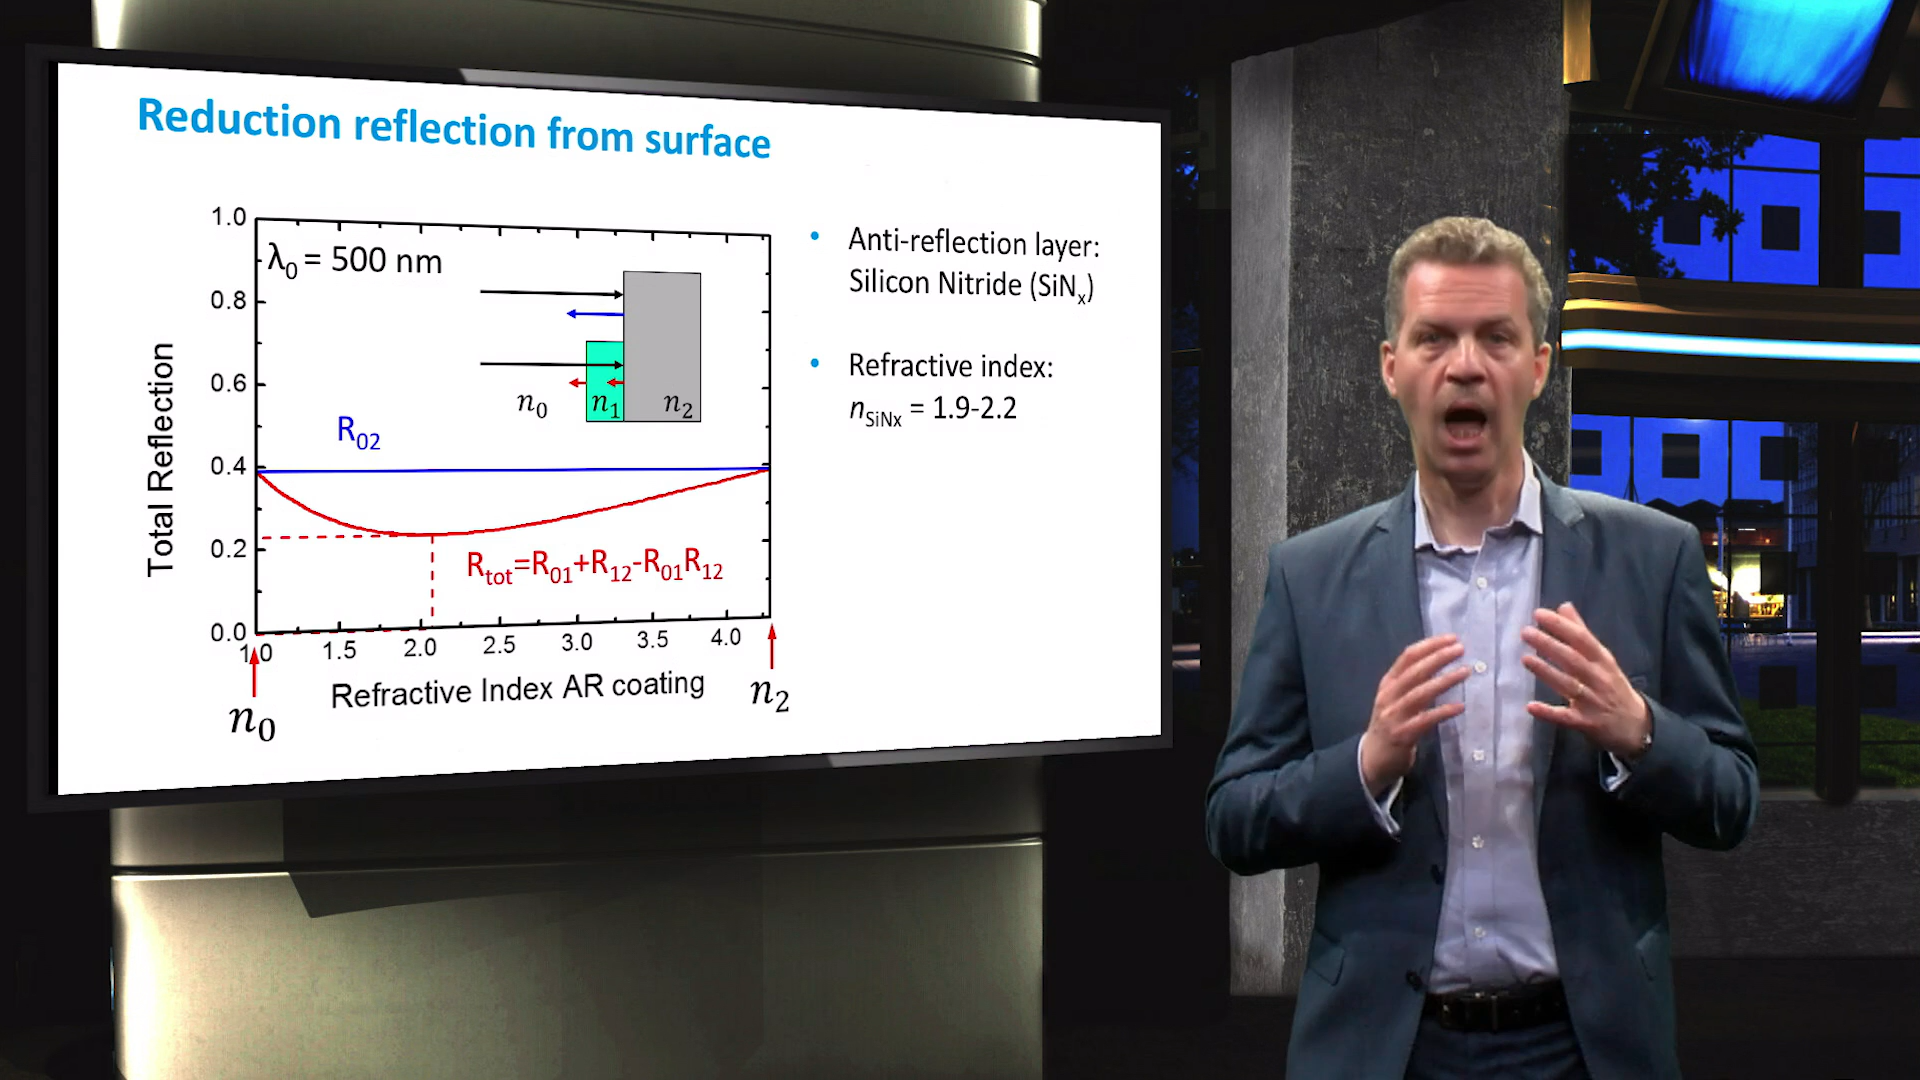 Reduction reflection from surface
1.0
λ₀ = 500 nm
0.8
0.6
0.4
0.2
0.0
Total Reflection
n₀
n₁
n₂
R₀₂
Rtot=R₀₁+R₁₂-R₀₁R₁₂
1.0 1.5 2.0 2.5 3.0 3.5 4.0
Refractive Index AR coating
n₀
n₂
• Anti-reflection layer:
Silicon Nitride (SiNₓ)
• Refractive index:
nSiNx = 1.9-2.2